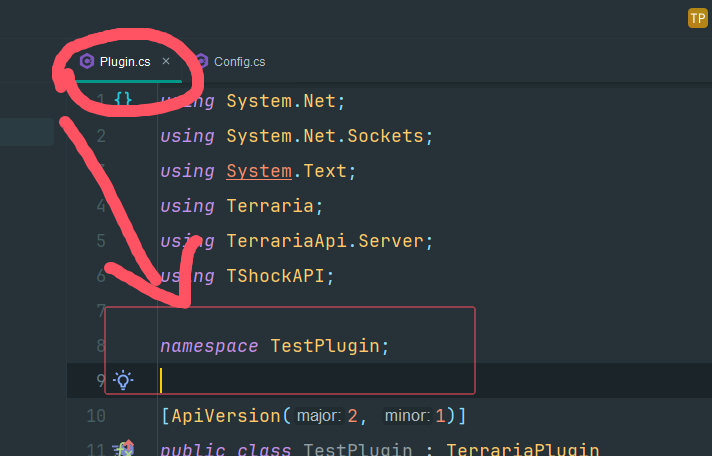 TP
Plugin.cs × Config.cs
1 {} using System.Net;
2 using System.Net.Sockets;
3 using System.Text;
4 using Terraria;
5 using TerrariaApi.Server;
6 using TShockAPI;
7
8 namespace TestPlugin;
9
10 [ApiVersion( major: 2, minor: 1)]
11 public class TestPlugin : TerrariaPlugin